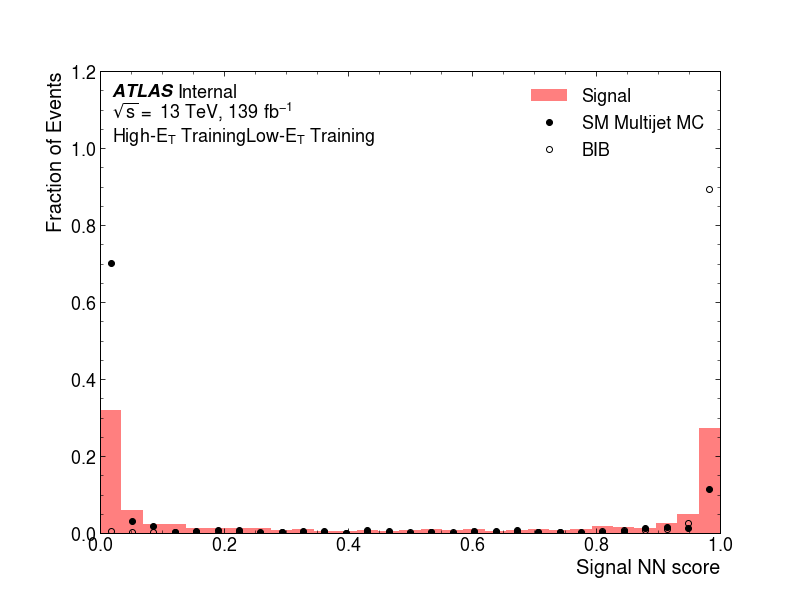 1.2
1.0
0.8
0.6
0.4
0.2
0.0
Fraction of Events
ATLAS Internal
√s = 13 TeV, 139 fb⁻¹
High-E_T TrainingLow-E_T Training
Signal
SM Multijet MC
BIB
0.0 0.2 0.4 0.6 0.8 1.0
Signal NN score